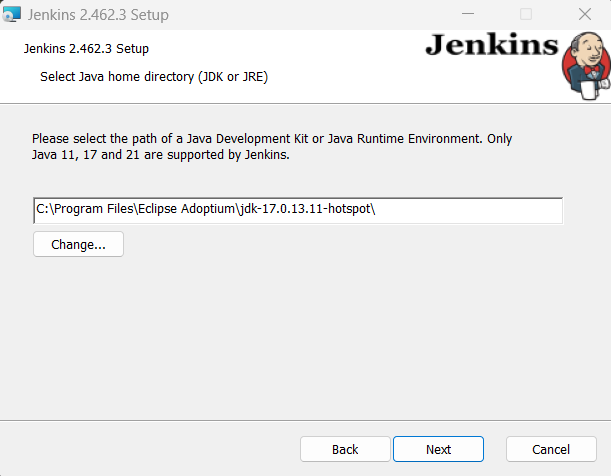 Jenkins 2.462.3 Setup
Jenkins 2.462.3 Setup
Jenkins
Select Java home directory (JDK or JRE)
Please select the path of a Java Development Kit or Java Runtime Environment. Only
Java 11, 17 and 21 are supported by Jenkins.
C:\Program Files\Eclipse Adoptium\jdk-17.0.13.11-hotspot\
Change...
Back
Next
Cancel